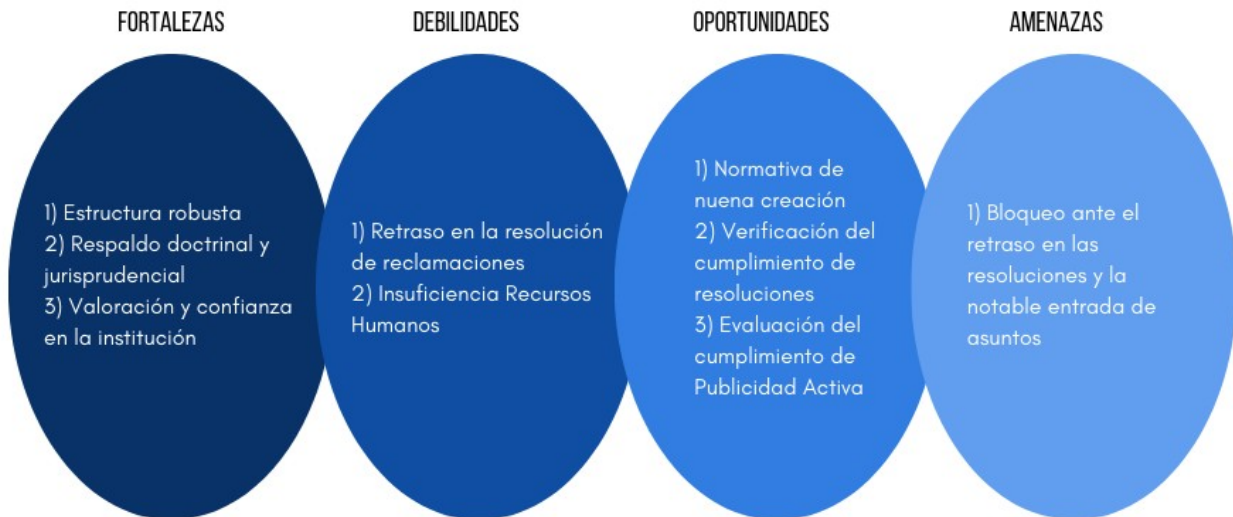 FORTALEZAS
DEBILIDADES
OPORTUNIDADES
AMENAZAS
1) Estructura robusta
2) Respaldo doctrinal y
jurisprudencial
3) Valoración y confianza
en la institución
1) Retraso en la resolución
de reclamaciones
2) Insuficiencia Recursos
Humanos
1) Normativa de
nuena creación
2) Verificación del
cumplimiento de
resoluciones
3) Evaluación del
cumplimiento de
Publicidad Activa
1) Bloqueo ante el
retraso en las
resoluciones y la
notable entrada de
asuntos